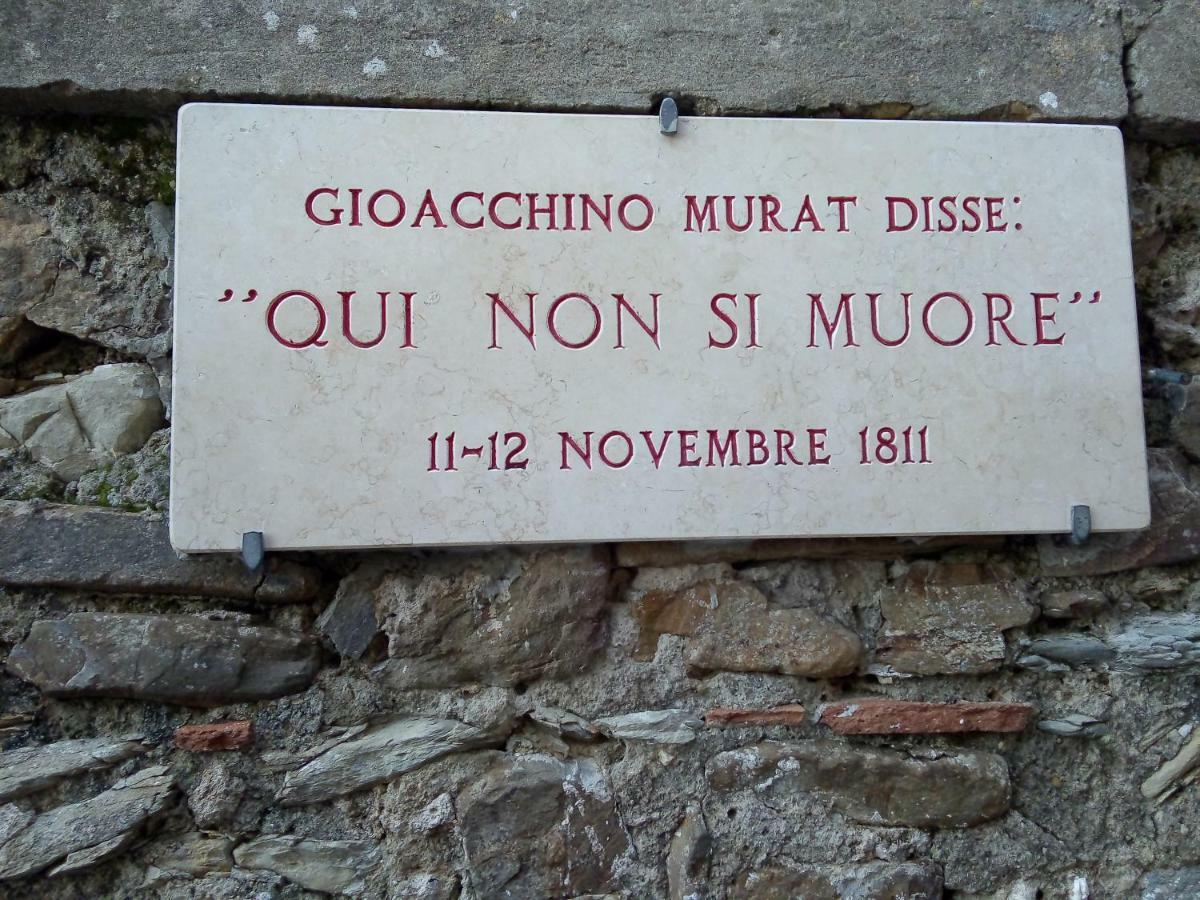 GIOACCHINO MURAT DISSE:
"QUI NON SI MUORE"
11-12 NOVEMBRE 1811